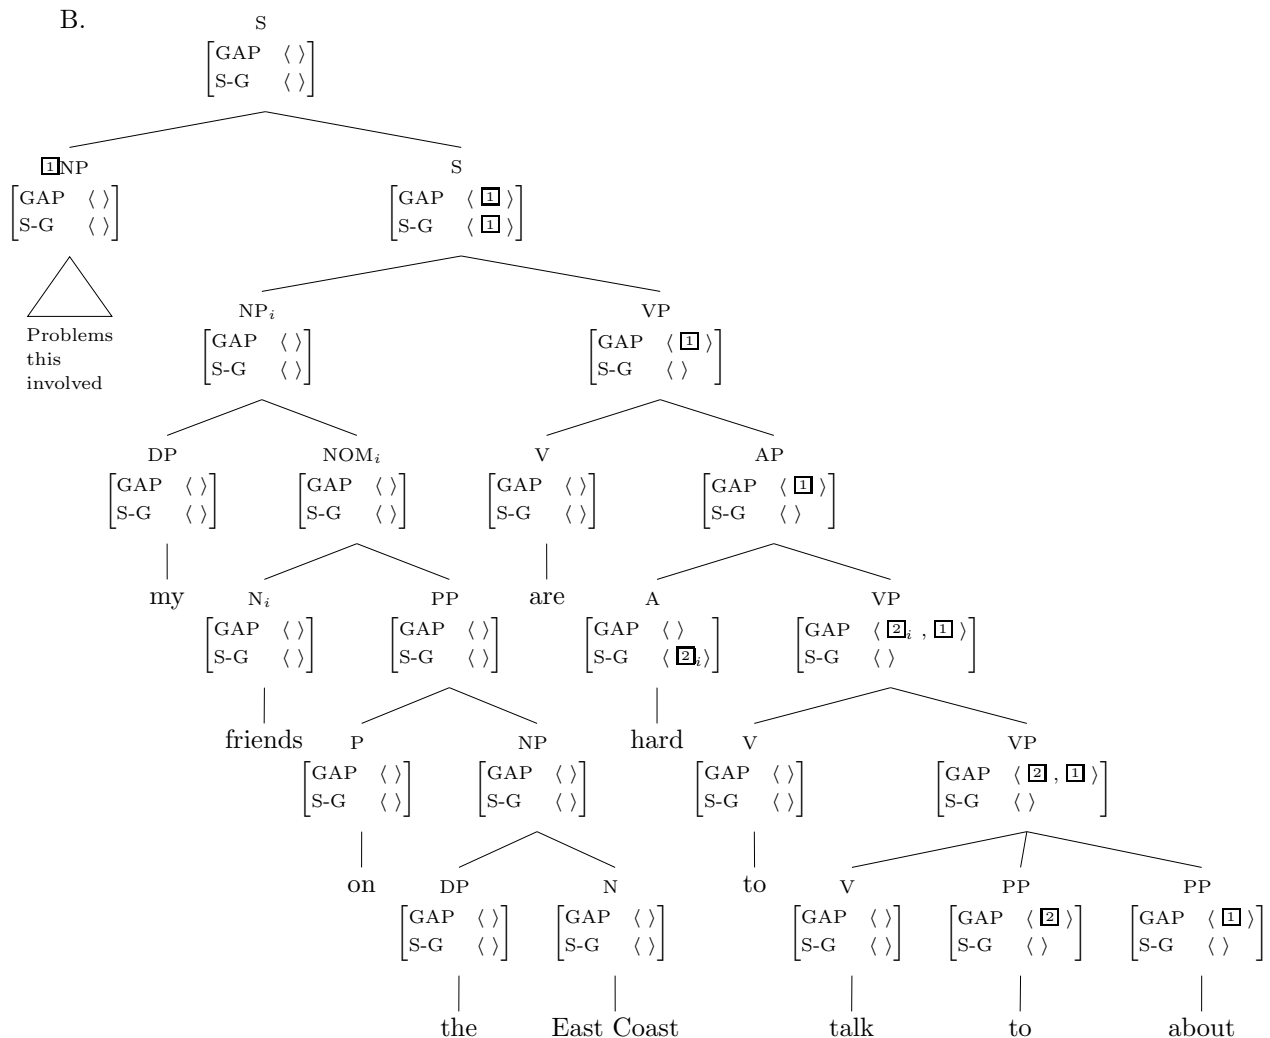 B.
S
[GAP ⟨ ⟩]
[S-G ⟨ ⟩]
1NP S
[GAP ⟨ ⟩] [GAP ⟨ 1 ⟩]
[S-G ⟨ ⟩] [S-G ⟨ 1 ⟩]
Problems
this
involved
NPi VP
[GAP ⟨ ⟩] [GAP ⟨ 1 ⟩]
[S-G ⟨ ⟩] [S-G ⟨ ⟩]
DP NOMi V AP
[GAP ⟨ ⟩] [GAP ⟨ ⟩] [GAP ⟨ ⟩] [GAP ⟨ 1 ⟩]
[S-G ⟨ ⟩] [S-G ⟨ ⟩] [S-G ⟨ ⟩] [S-G ⟨ ⟩]
my Ni PP are A VP
[GAP ⟨ ⟩] [GAP ⟨ ⟩] [GAP ⟨ ⟩] [GAP ⟨ 2i , 1 ⟩]
[S-G ⟨ ⟩] [S-G ⟨ ⟩] [S-G ⟨ 2i⟩] [S-G ⟨ ⟩]
friends P NP hard V VP
[GAP ⟨ ⟩] [GAP ⟨ ⟩] [GAP ⟨ ⟩] [GAP ⟨ 2 , 1 ⟩]
[S-G ⟨ ⟩] [S-G ⟨ ⟩] [S-G ⟨ ⟩] [S-G ⟨ ⟩]
on DP N to V PP PP
[GAP ⟨ ⟩] [GAP ⟨ ⟩] [GAP ⟨ ⟩] [GAP ⟨ 2 ⟩] [GAP ⟨ 1 ⟩]
[S-G ⟨ ⟩] [S-G ⟨ ⟩] [S-G ⟨ ⟩] [S-G ⟨ ⟩] [S-G ⟨ ⟩]
the East Coast talk to about